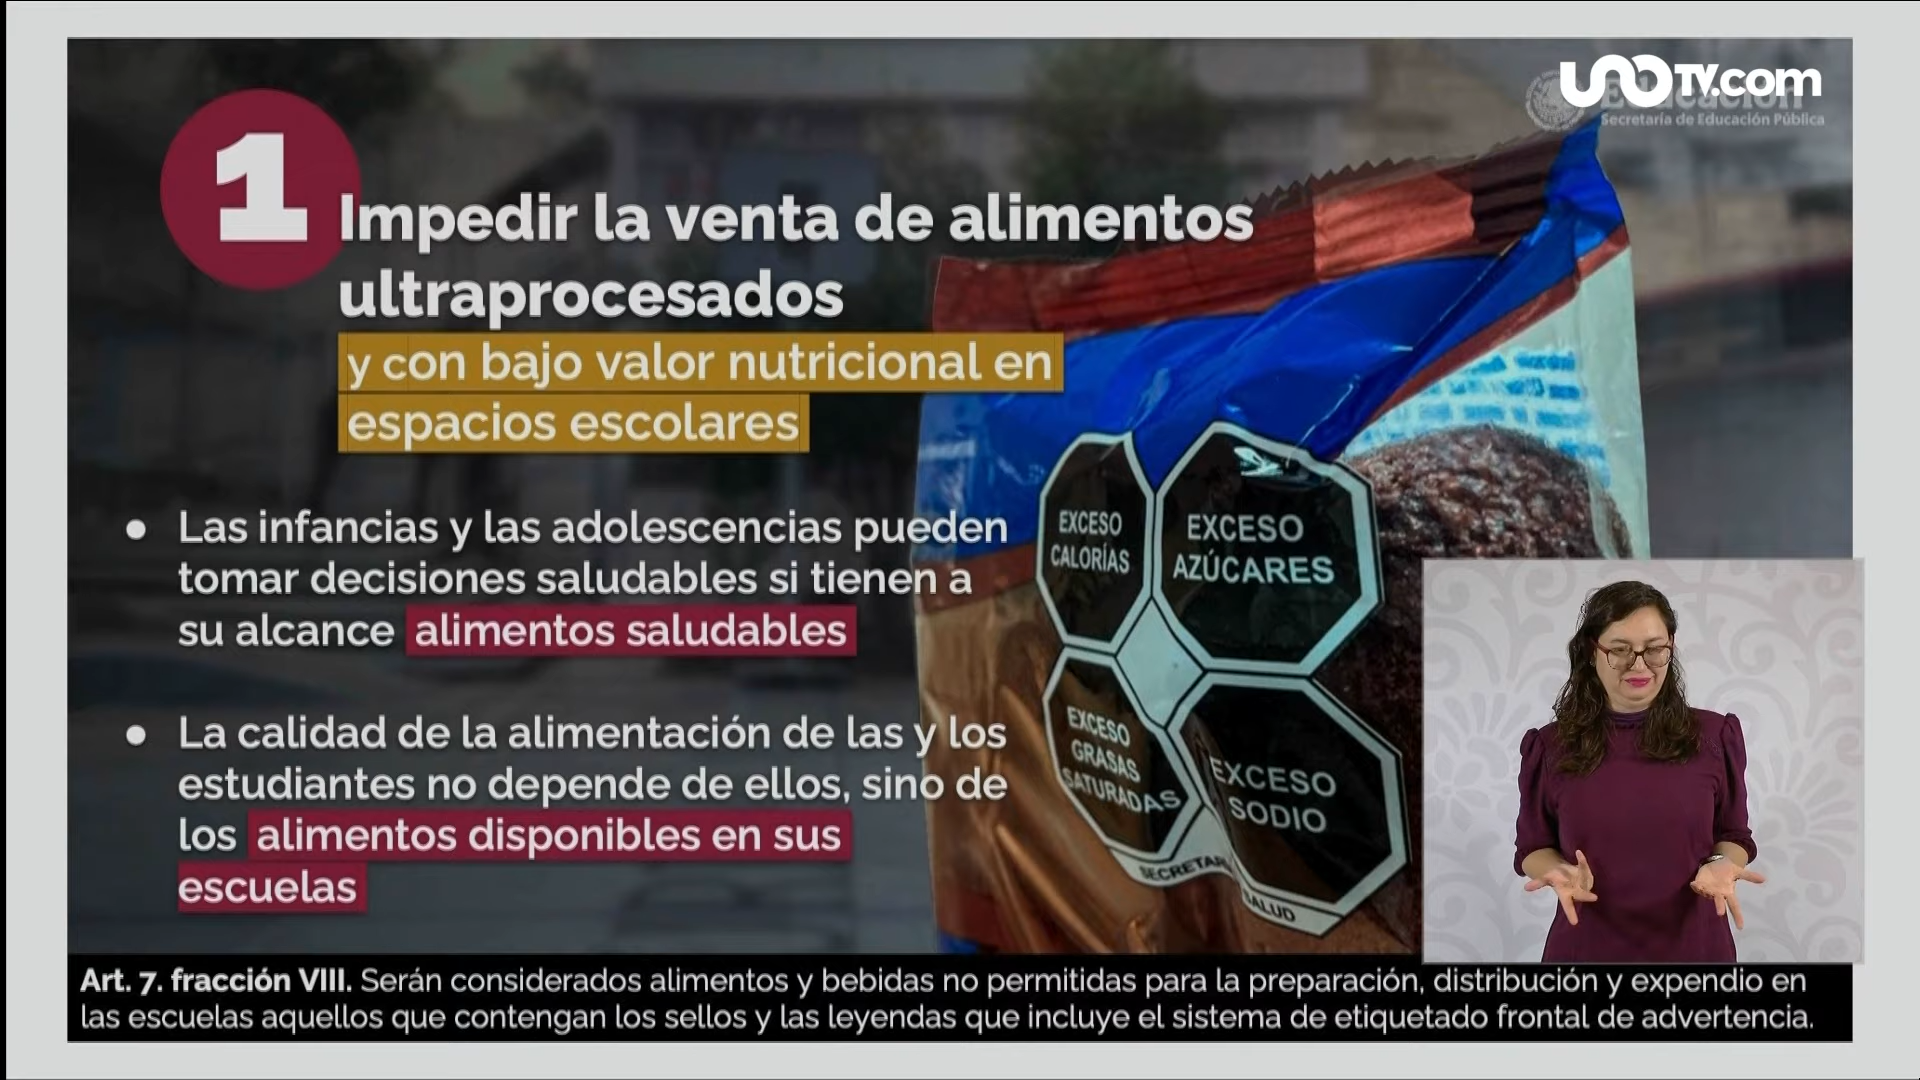 UNOTV.com
Educación
Secretaría de Educación Pública
1
Impedir la venta de alimentos
ultraprocesados
y con bajo valor nutricional en
espacios escolares
● Las infancias y las adolescencias pueden
tomar decisiones saludables si tienen a
su alcance alimentos saludables
● La calidad de la alimentación de las y los
estudiantes no depende de ellos, sino de
los alimentos disponibles en sus
escuelas
EXCESO
CALORÍAS
EXCESO
AZÚCARES
EXCESO
GRASAS
SATURADAS
EXCESO
SODIO
SECRETAR
SALUD
Art. 7. fracción VIII. Serán considerados alimentos y bebidas no permitidas para la preparación, distribución y expendio en
las escuelas aquellos que contengan los sellos y las leyendas que incluye el sistema de etiquetado frontal de advertencia.